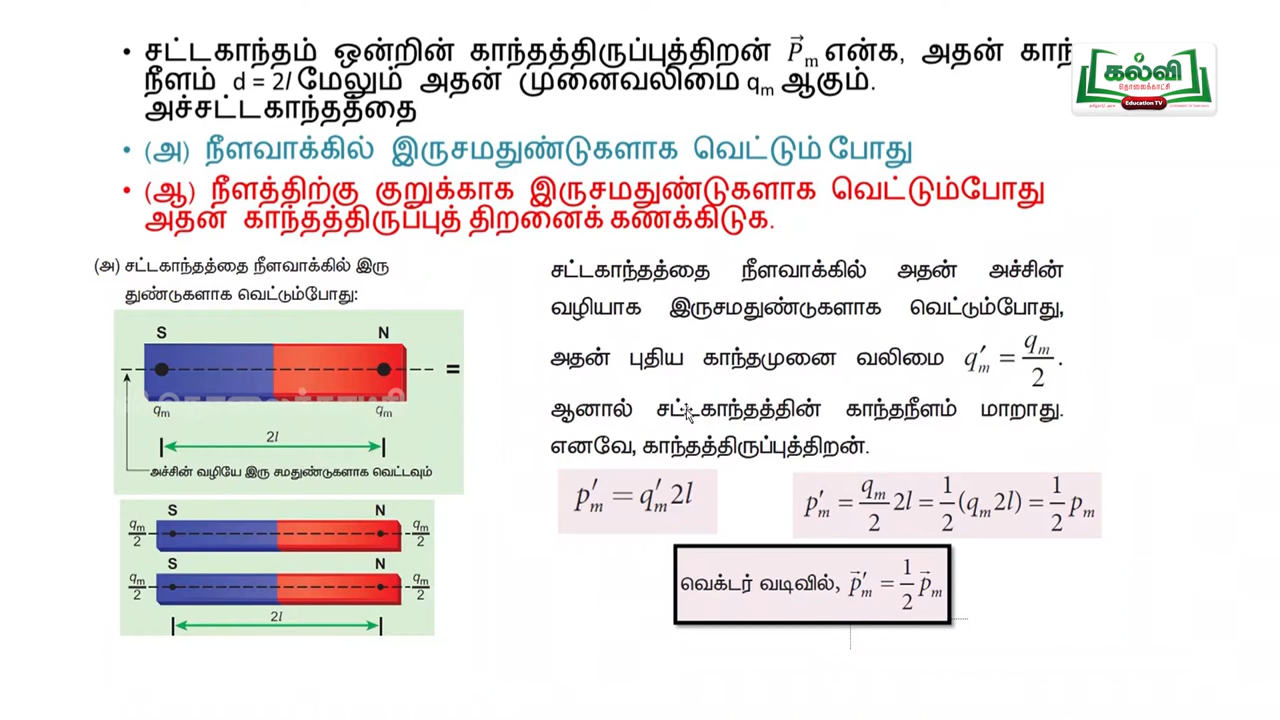 • சட்டகாந்தம் ஒன்றின் காந்தத்திருப்புத்திறன் P⃗m என்க, அதன் காந்
நீளம் d = 2l மேலும் அதன் முனைவலிமை qm ஆகும்.
அச்சட்டகாந்தத்தை
• (அ) நீளவாக்கில் இருசமதுண்டுகளாக வெட்டும் போது
• (ஆ) நீளத்திற்கு குறுக்காக இருசமதுண்டுகளாக வெட்டும்போது
அதன் காந்தத்திருப்புத் திறனைக் கணக்கிடுக.
கல்வி
தொலைக்காட்சி
Education TV
(அ) சட்டகாந்தத்தை நீளவாக்கில் இரு
துண்டுகளாக வெட்டும்போது:
S N
=
qm qm
2l
அச்சின் வழியே இரு சமதுண்டுகளாக வெட்டவும்
S N
qm/2 qm/2
S N
qm/2 qm/2
2l
சட்டகாந்தத்தை நீளவாக்கில் அதன் அச்சின்
வழியாக இருசமதுண்டுகளாக வெட்டும்போது,
அதன் புதிய காந்தமுனை வலிமை q′m = qm/2 .
ஆனால் சட்டகாந்தத்தின் காந்தநீளம் மாறாது.
எனவே, காந்தத்திருப்புத்திறன்.
p′m = q′m 2l
p′m = qm/2 2l = 1/2 (qm 2l) = 1/2 pm
வெக்டர் வடிவில், p⃗′m = 1/2 p⃗m